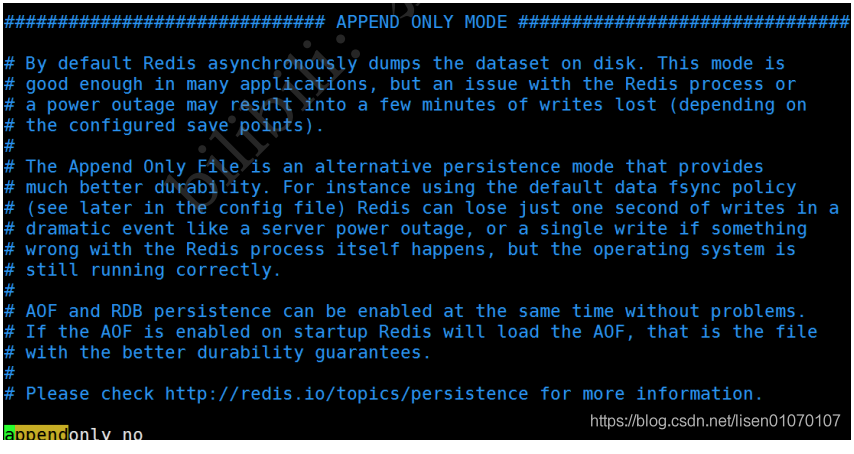 ############################## APPEND ONLY MODE ###############################
# By default Redis asynchronously dumps the dataset on disk. This mode is
# good enough in many applications, but an issue with the Redis process or
# a power outage may result into a few minutes of writes lost (depending on
# the configured save points).
#
# The Append Only File is an alternative persistence mode that provides
# much better durability. For instance using the default data fsync policy
# (see later in the config file) Redis can lose just one second of writes in a
# dramatic event like a server power outage, or a single write if something
# wrong with the Redis process itself happens, but the operating system is
# still running correctly.
#
# AOF and RDB persistence can be enabled at the same time without problems.
# If the AOF is enabled on startup Redis will load the AOF, that is the file
# with the better durability guarantees.
#
# Please check http://redis.io/topics/persistence for more information.
appendonly no
https://blog.csdn.net/lisen01070107
bilibili: